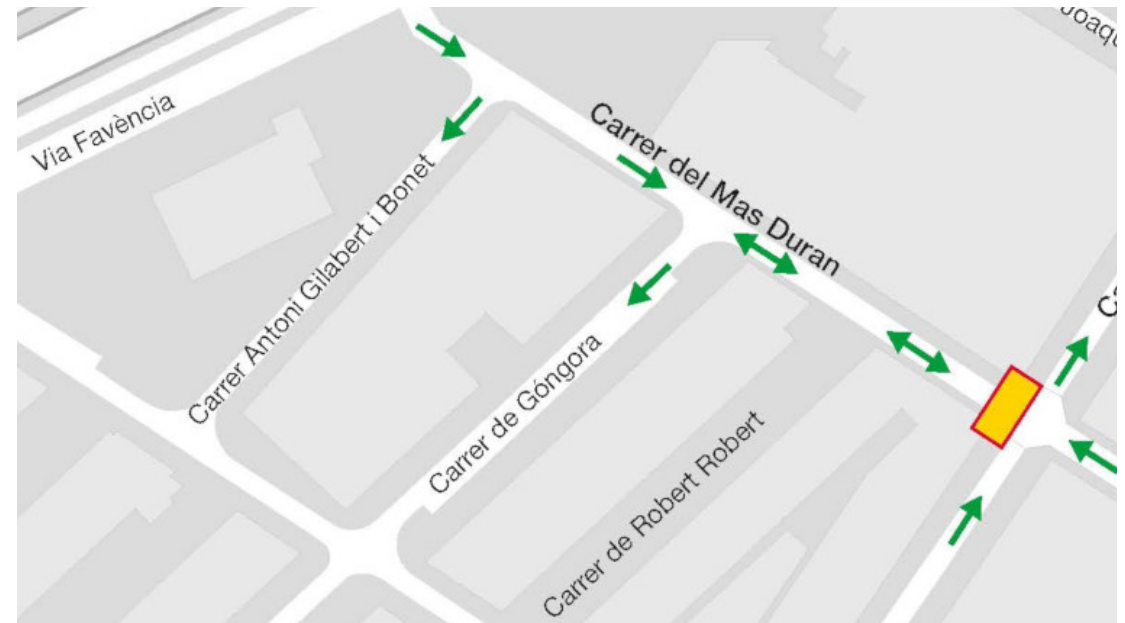 Via Favència
Carrer Antoni Gilabert i Bonet
Carrer del Mas Duran
Carrer de Góngora
Carrer de Robert Robert